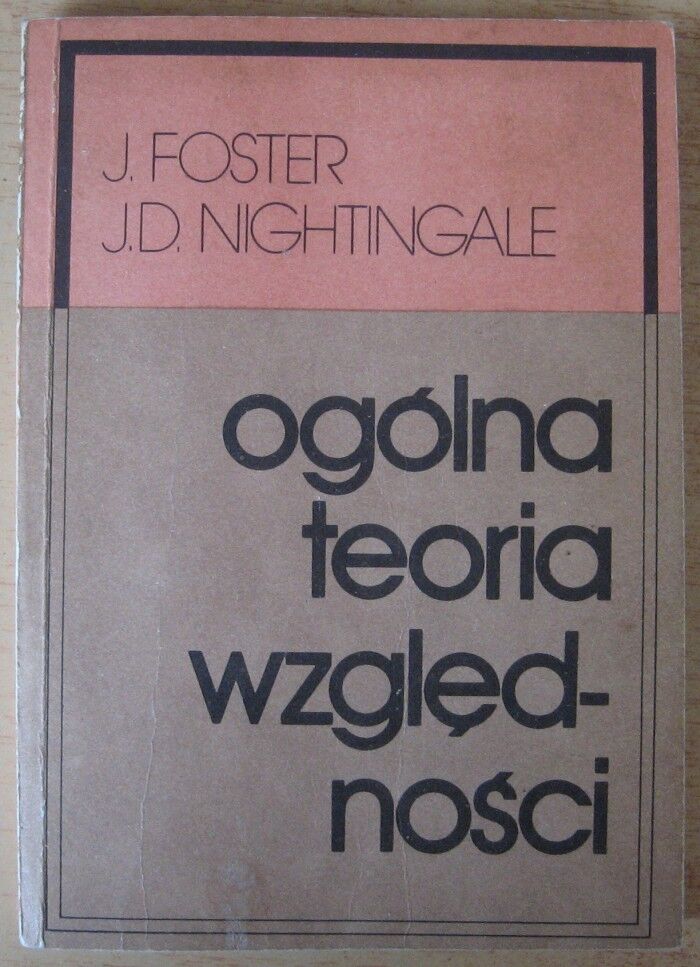 J. FOSTER
J.D. NIGHTINGALE
ogólna
teoria
względ-
ności